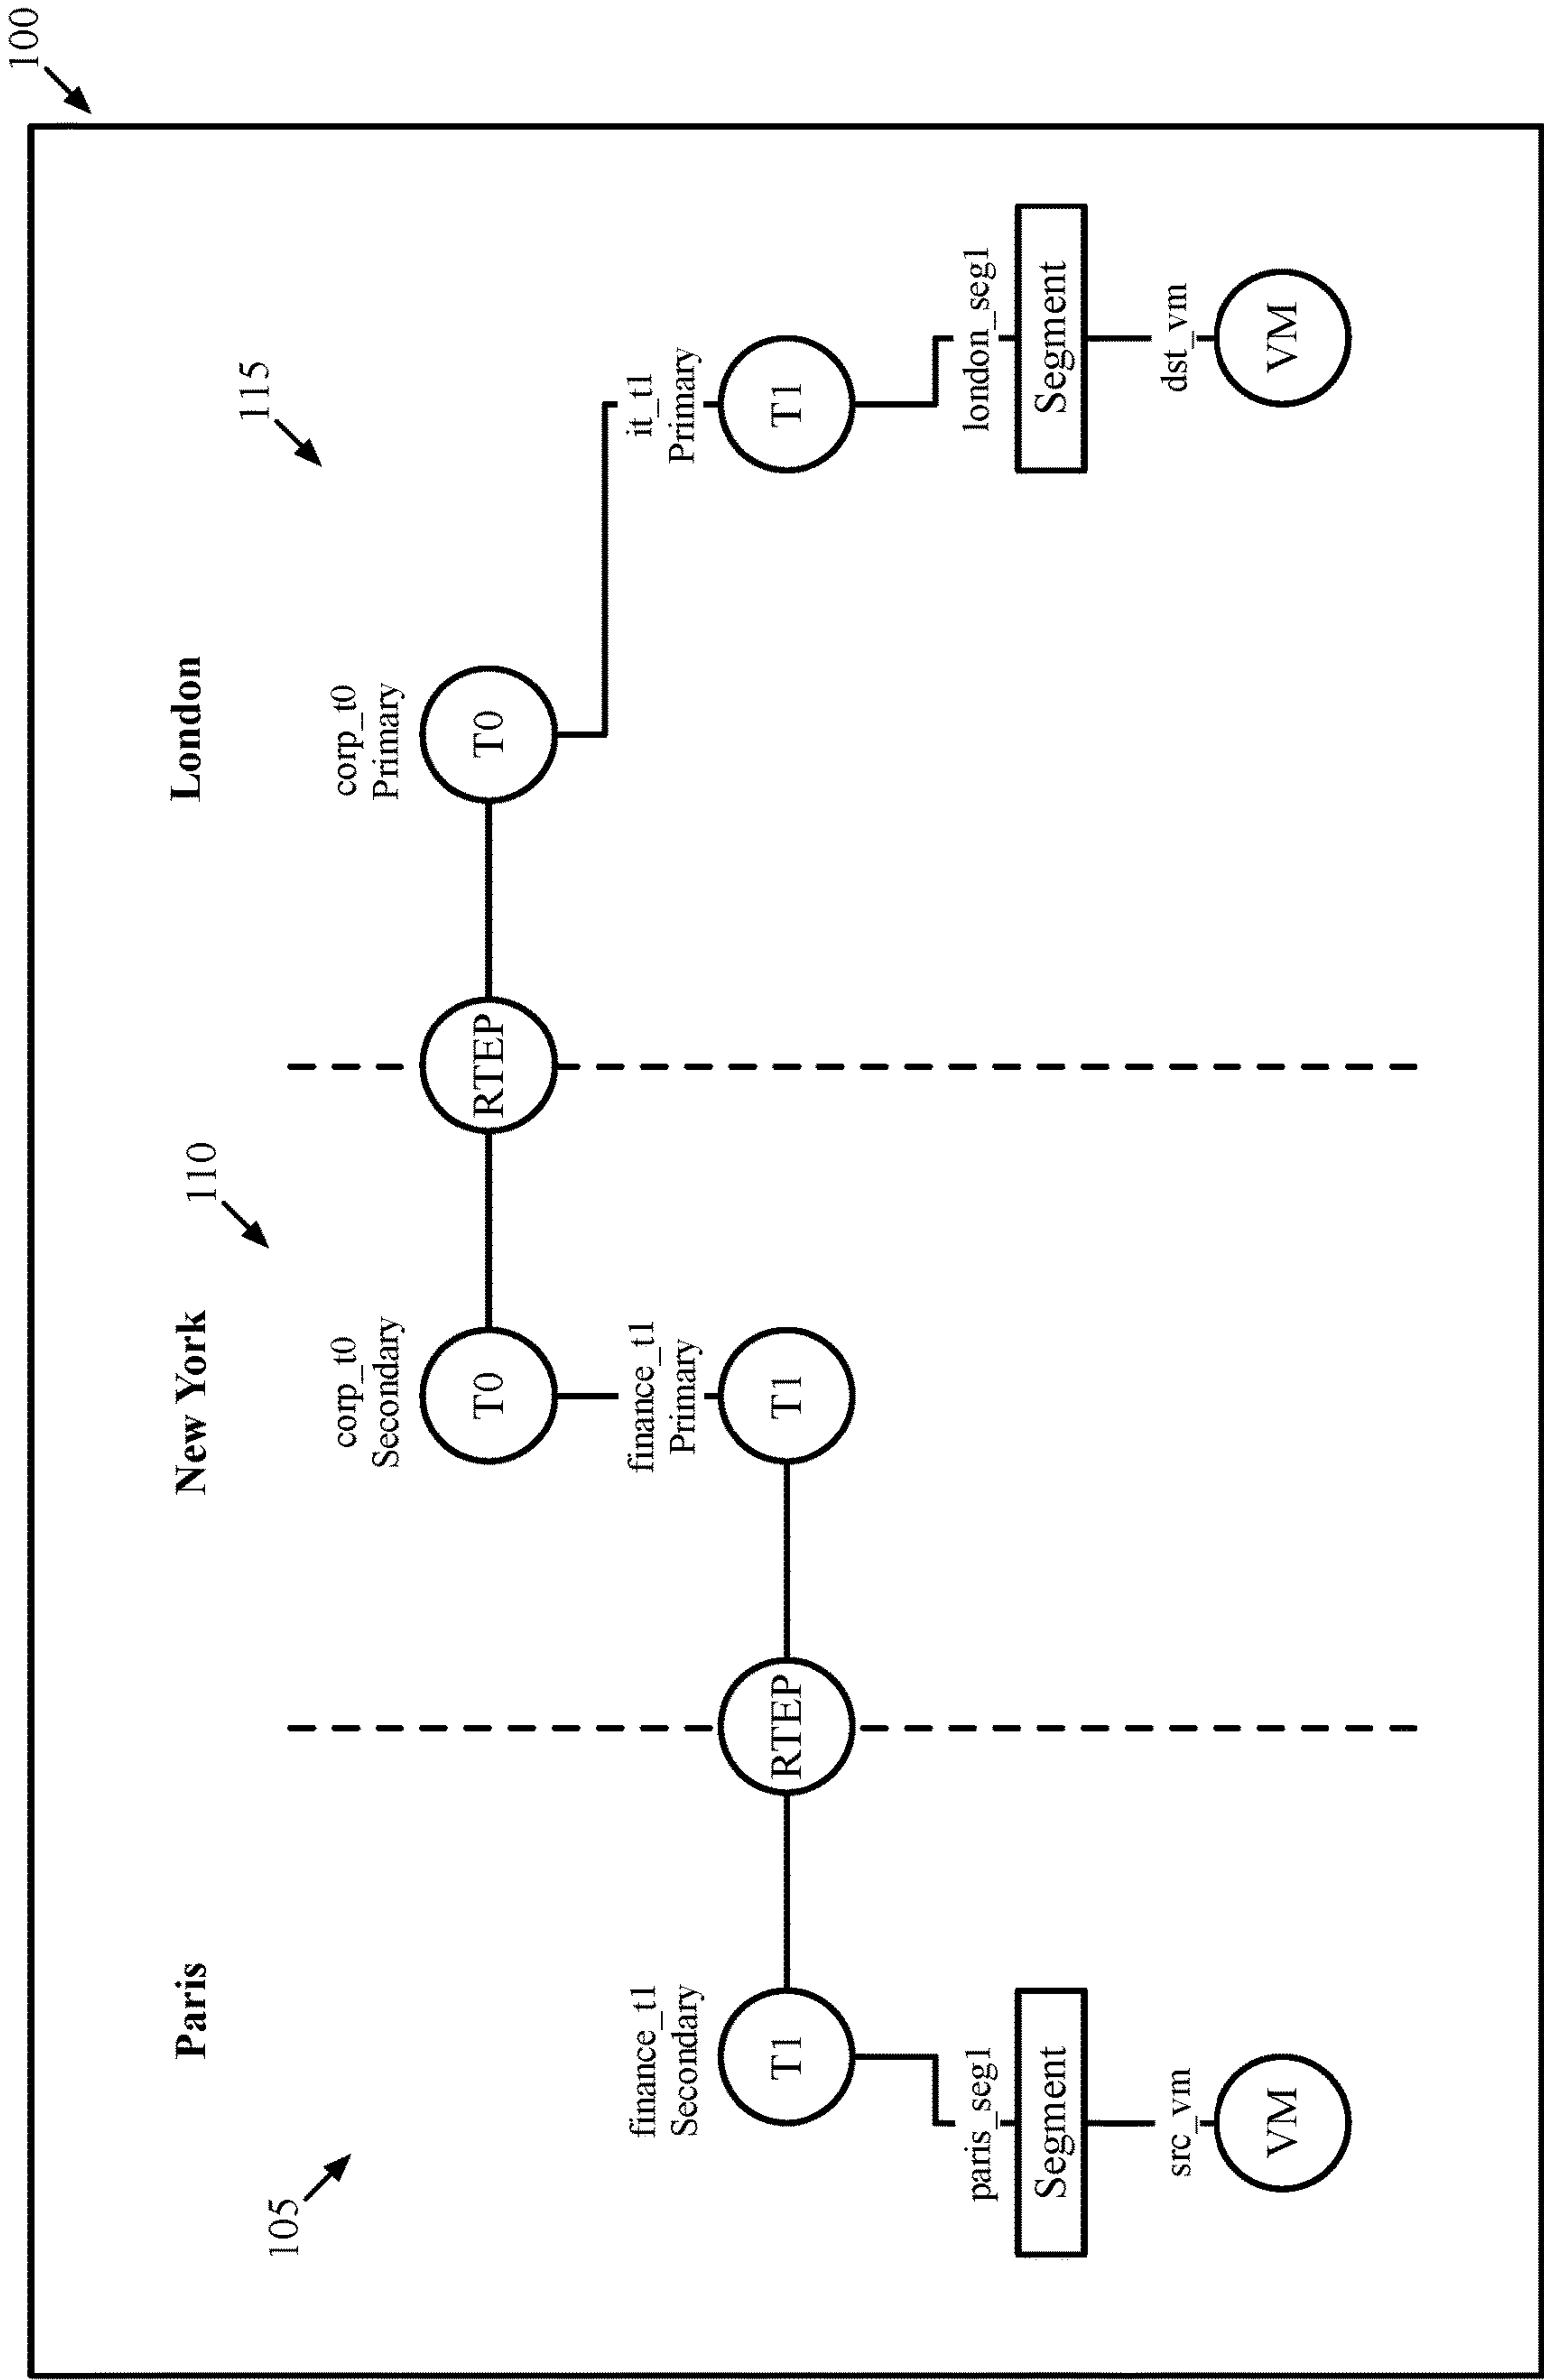 100
Paris
New York
London
105
110
115
corp_t0
Secondary
T0
RTEP
corp_t0
Primary
T0
finance_t1
Secondary
T1
RTEP
finance_t1
Primary
T1
it_t1
Primary
T1
paris_seg1
Segment
london_seg1
Segment
src_vm
VM
dst_vm
VM